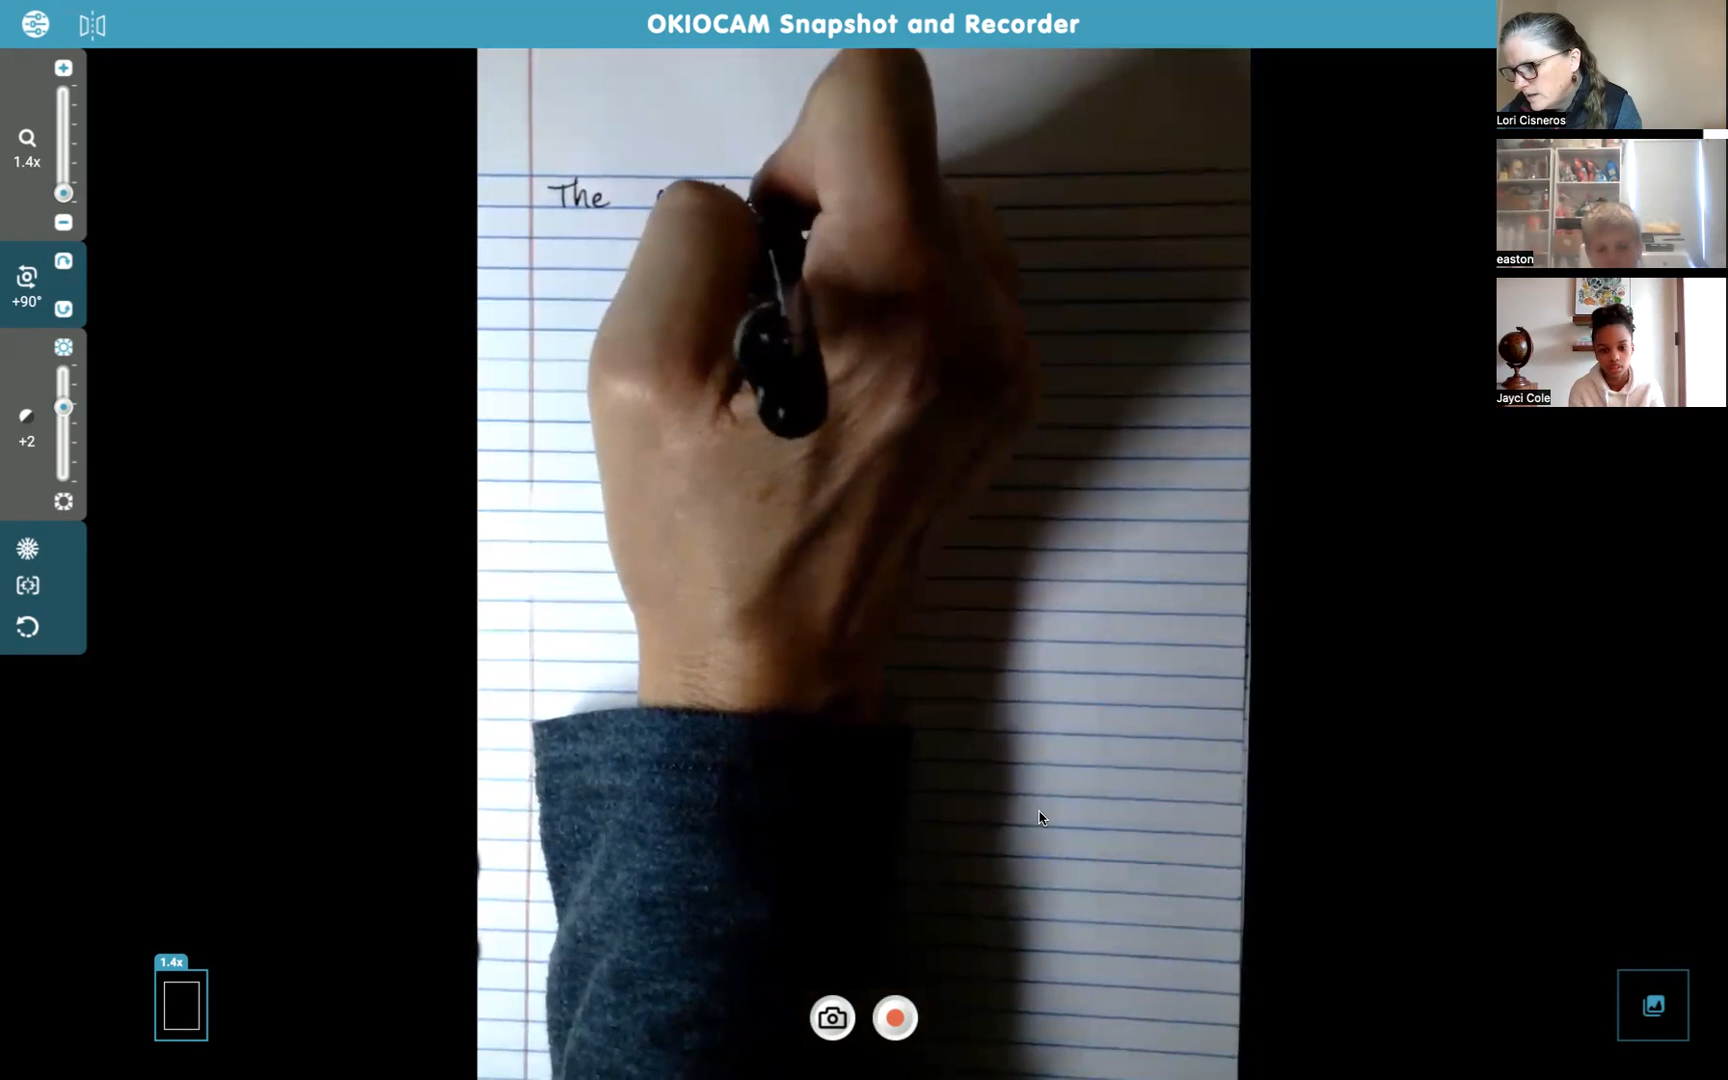 OKIOCAM Snapshot and Recorder
1.4x
+90°
+2
The
Lori Cisneros
easton
Jayci Cole
1.4x